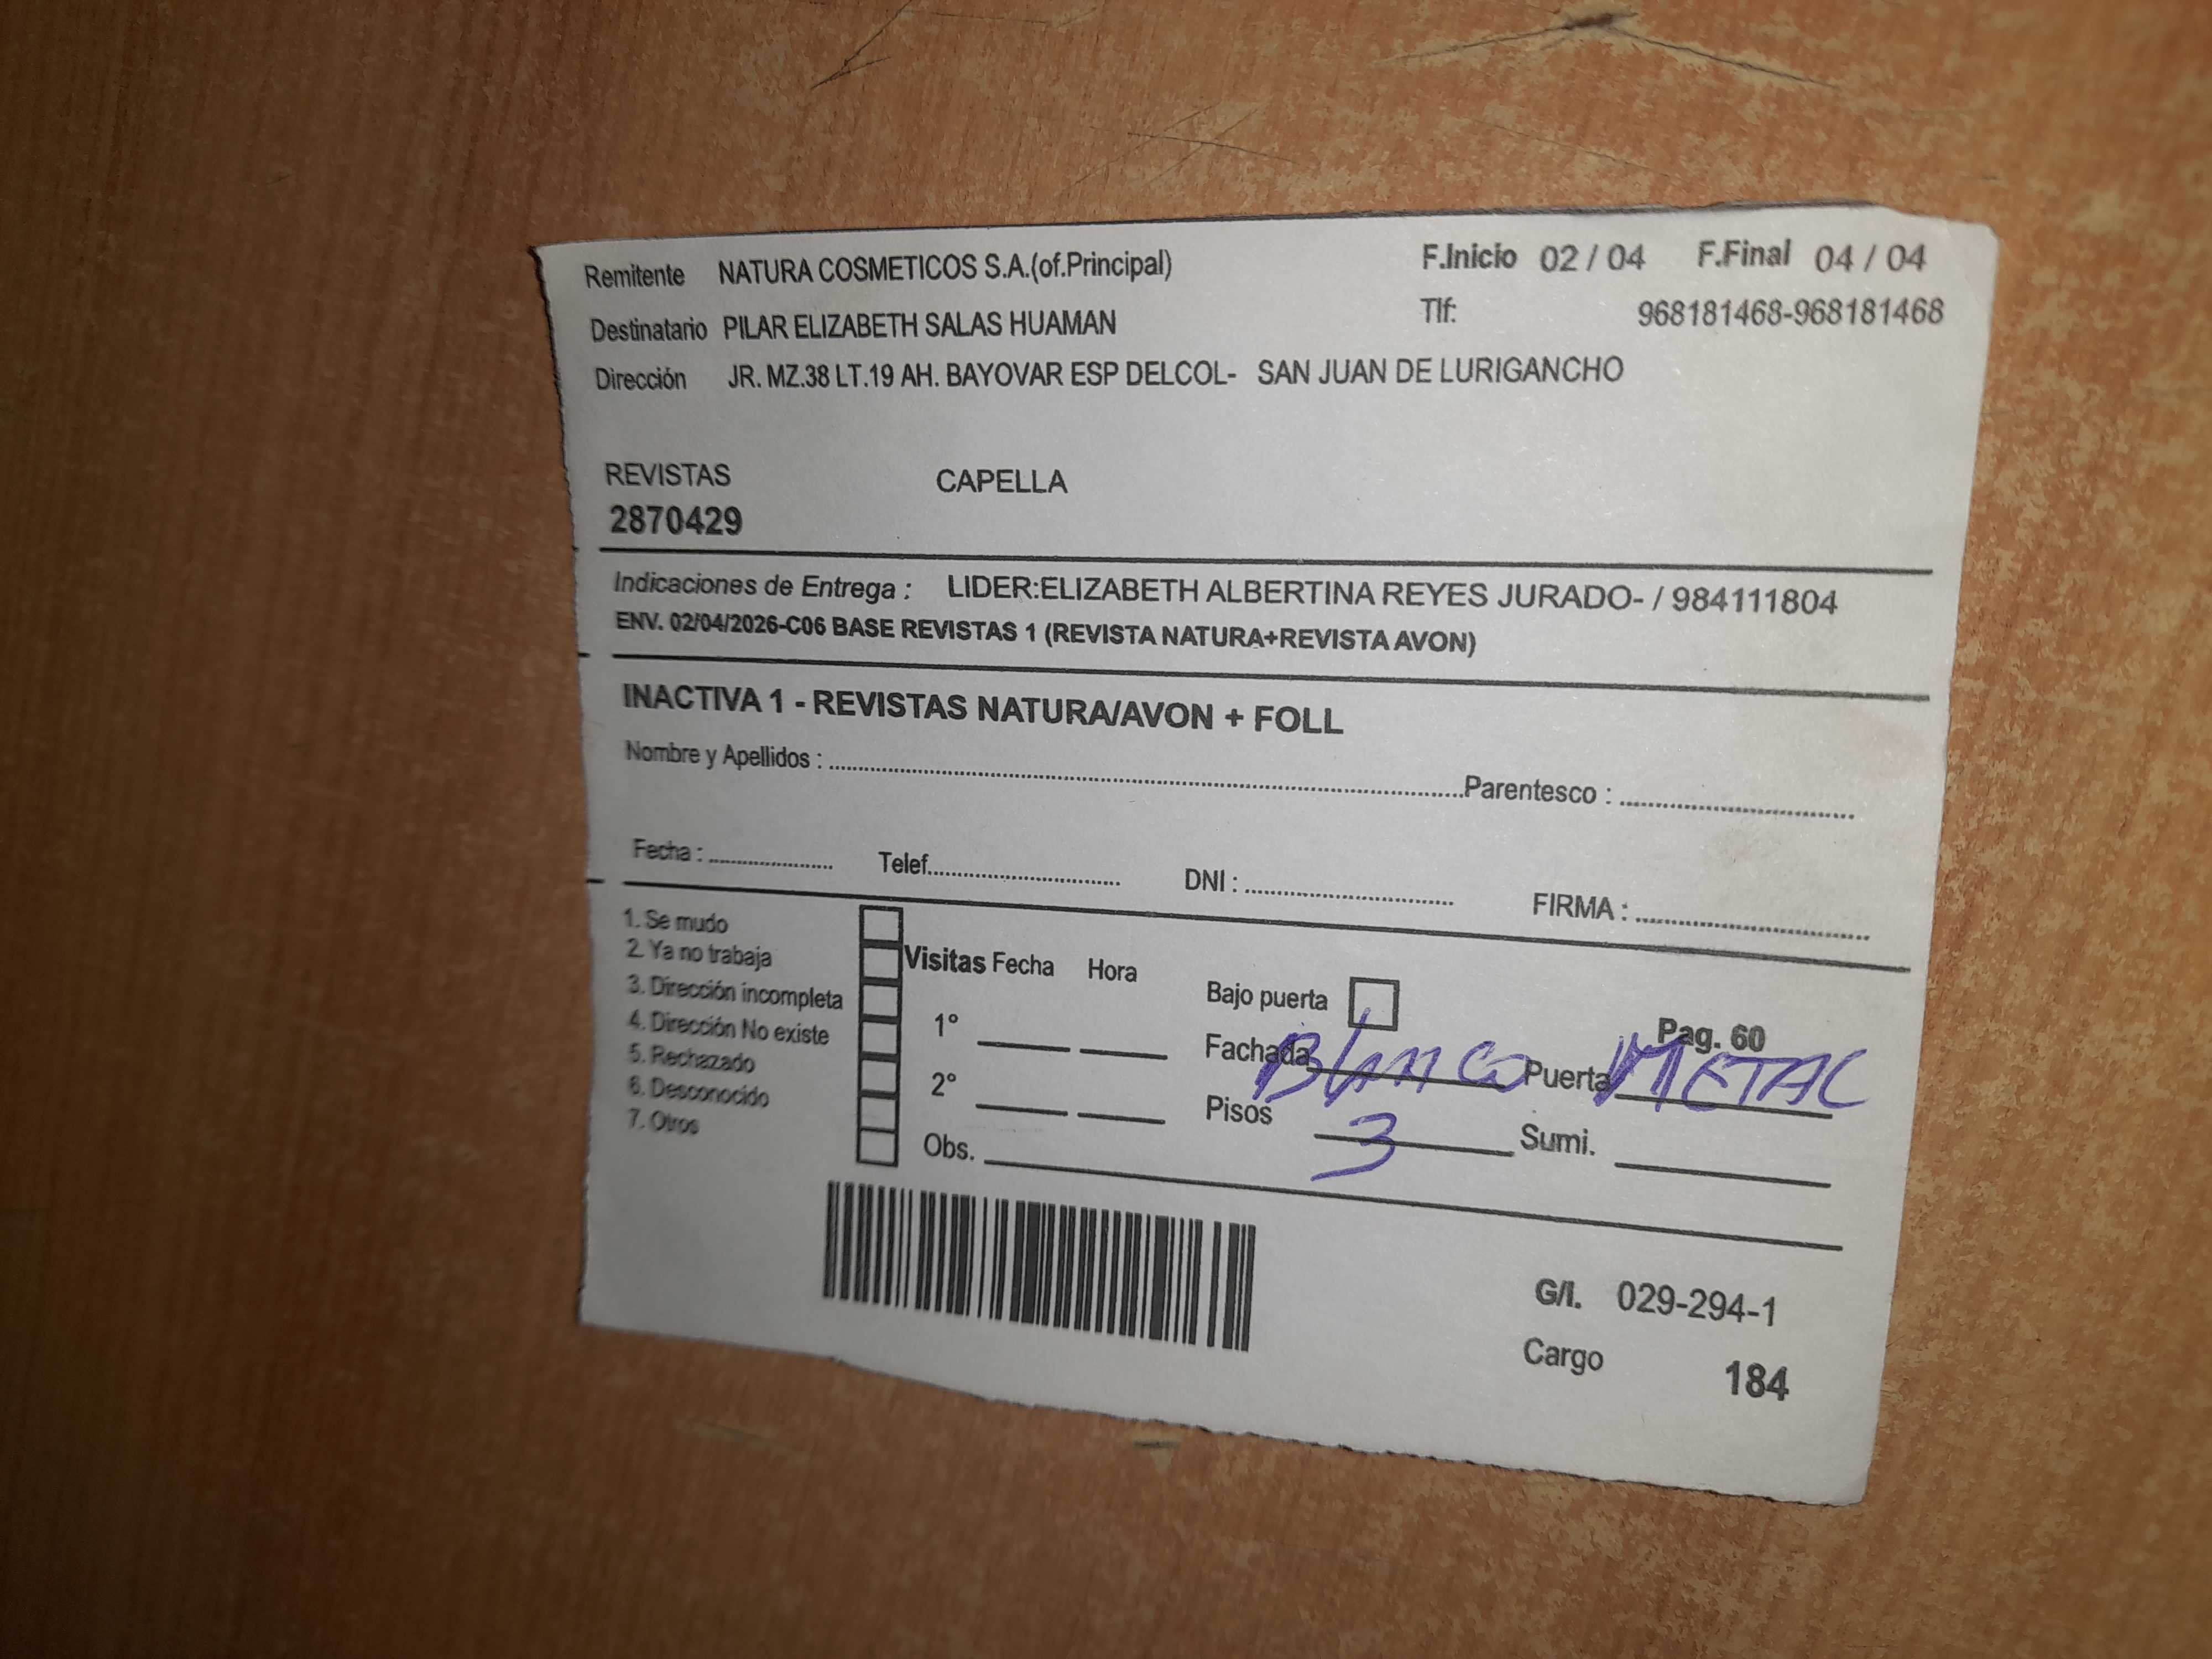 Remitente NATURA COSMETICOS S.A.(of.Principal) F.Inicio 02 / 04 F.Final 04 / 04
Destinatario PILAR ELIZABETH SALAS HUAMAN Tlf: 968181468-968181468
Dirección JR. MZ.38 LT.19 AH. BAYOVAR ESP DELCOL- SAN JUAN DE LURIGANCHO
REVISTAS CAPELLA
2870429
Indicaciones de Entrega : LIDER:ELIZABETH ALBERTINA REYES JURADO- / 984111804
ENV. 02/04/2026-C06 BASE REVISTAS 1 (REVISTA NATURA+REVISTA AVON)
INACTIVA 1 - REVISTAS NATURA/AVON + FOLL
Nombre y Apellidos : Parentesco :
Fecha : Telef. DNI : FIRMA :
1. Se mudo
2. Ya no trabaja
3. Dirección incompleta
4. Dirección No existe
5. Rechazado
6. Desconocido
7. Otros
Visitas Fecha Hora
1°
2°
Obs.
Bajo puerta
Pag. 60
Fachada Blanco Puerta METAL
Pisos 3 Sumi.
G/I. 029-294-1
Cargo 184